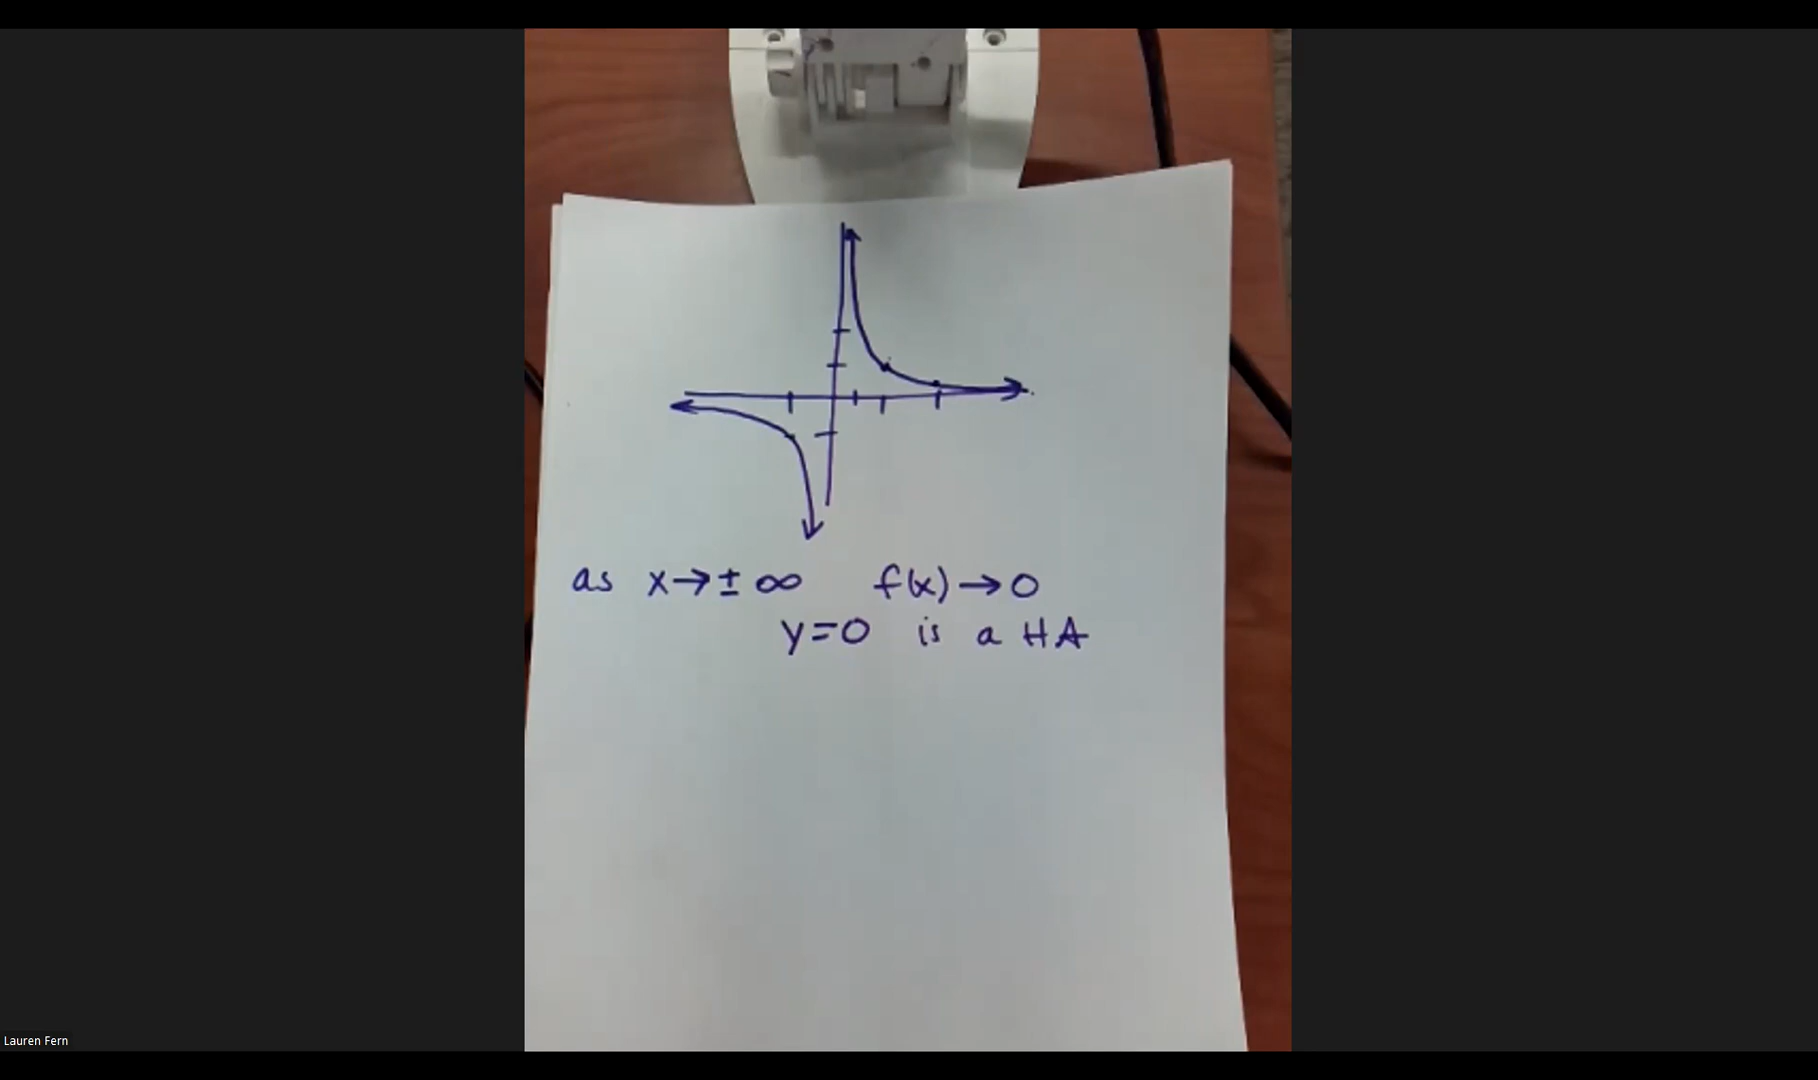 as x→± ∞ f(x)→0
y=0 is a HA
Lauren Fern